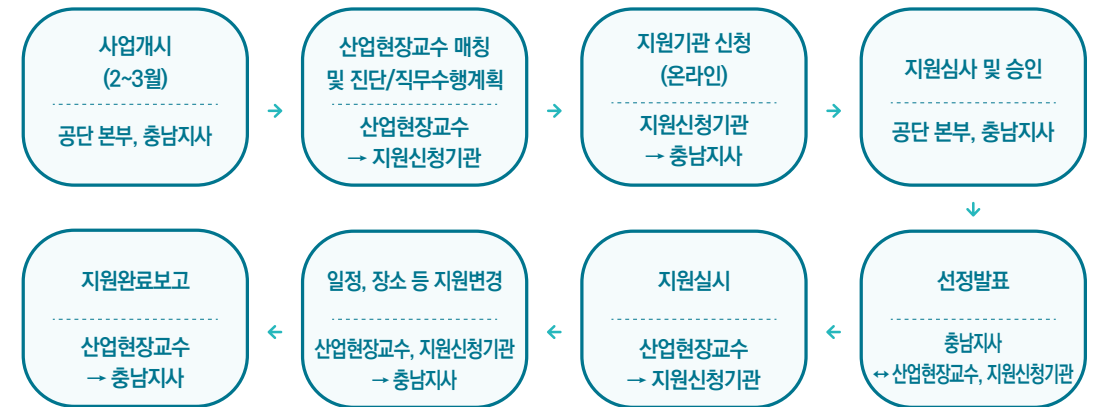 사업개시
(2~3월)
공단 본부, 충남지사
→
산업현장교수 매칭
및 진단/직무수행계획
산업현장교수
→ 지원신청기관
→
지원기관 신청
(온라인)
지원신청기관
→ 충남지사
→
지원심사 및 승인
공단 본부, 충남지사
↓
선정발표
충남지사
↔ 산업현장교수, 지원신청기관
←
지원실시
산업현장교수
→ 지원신청기관
←
일정, 장소 등 지원변경
산업현장교수, 지원신청기관
→ 충남지사
←
지원완료보고
산업현장교수
→ 충남지사